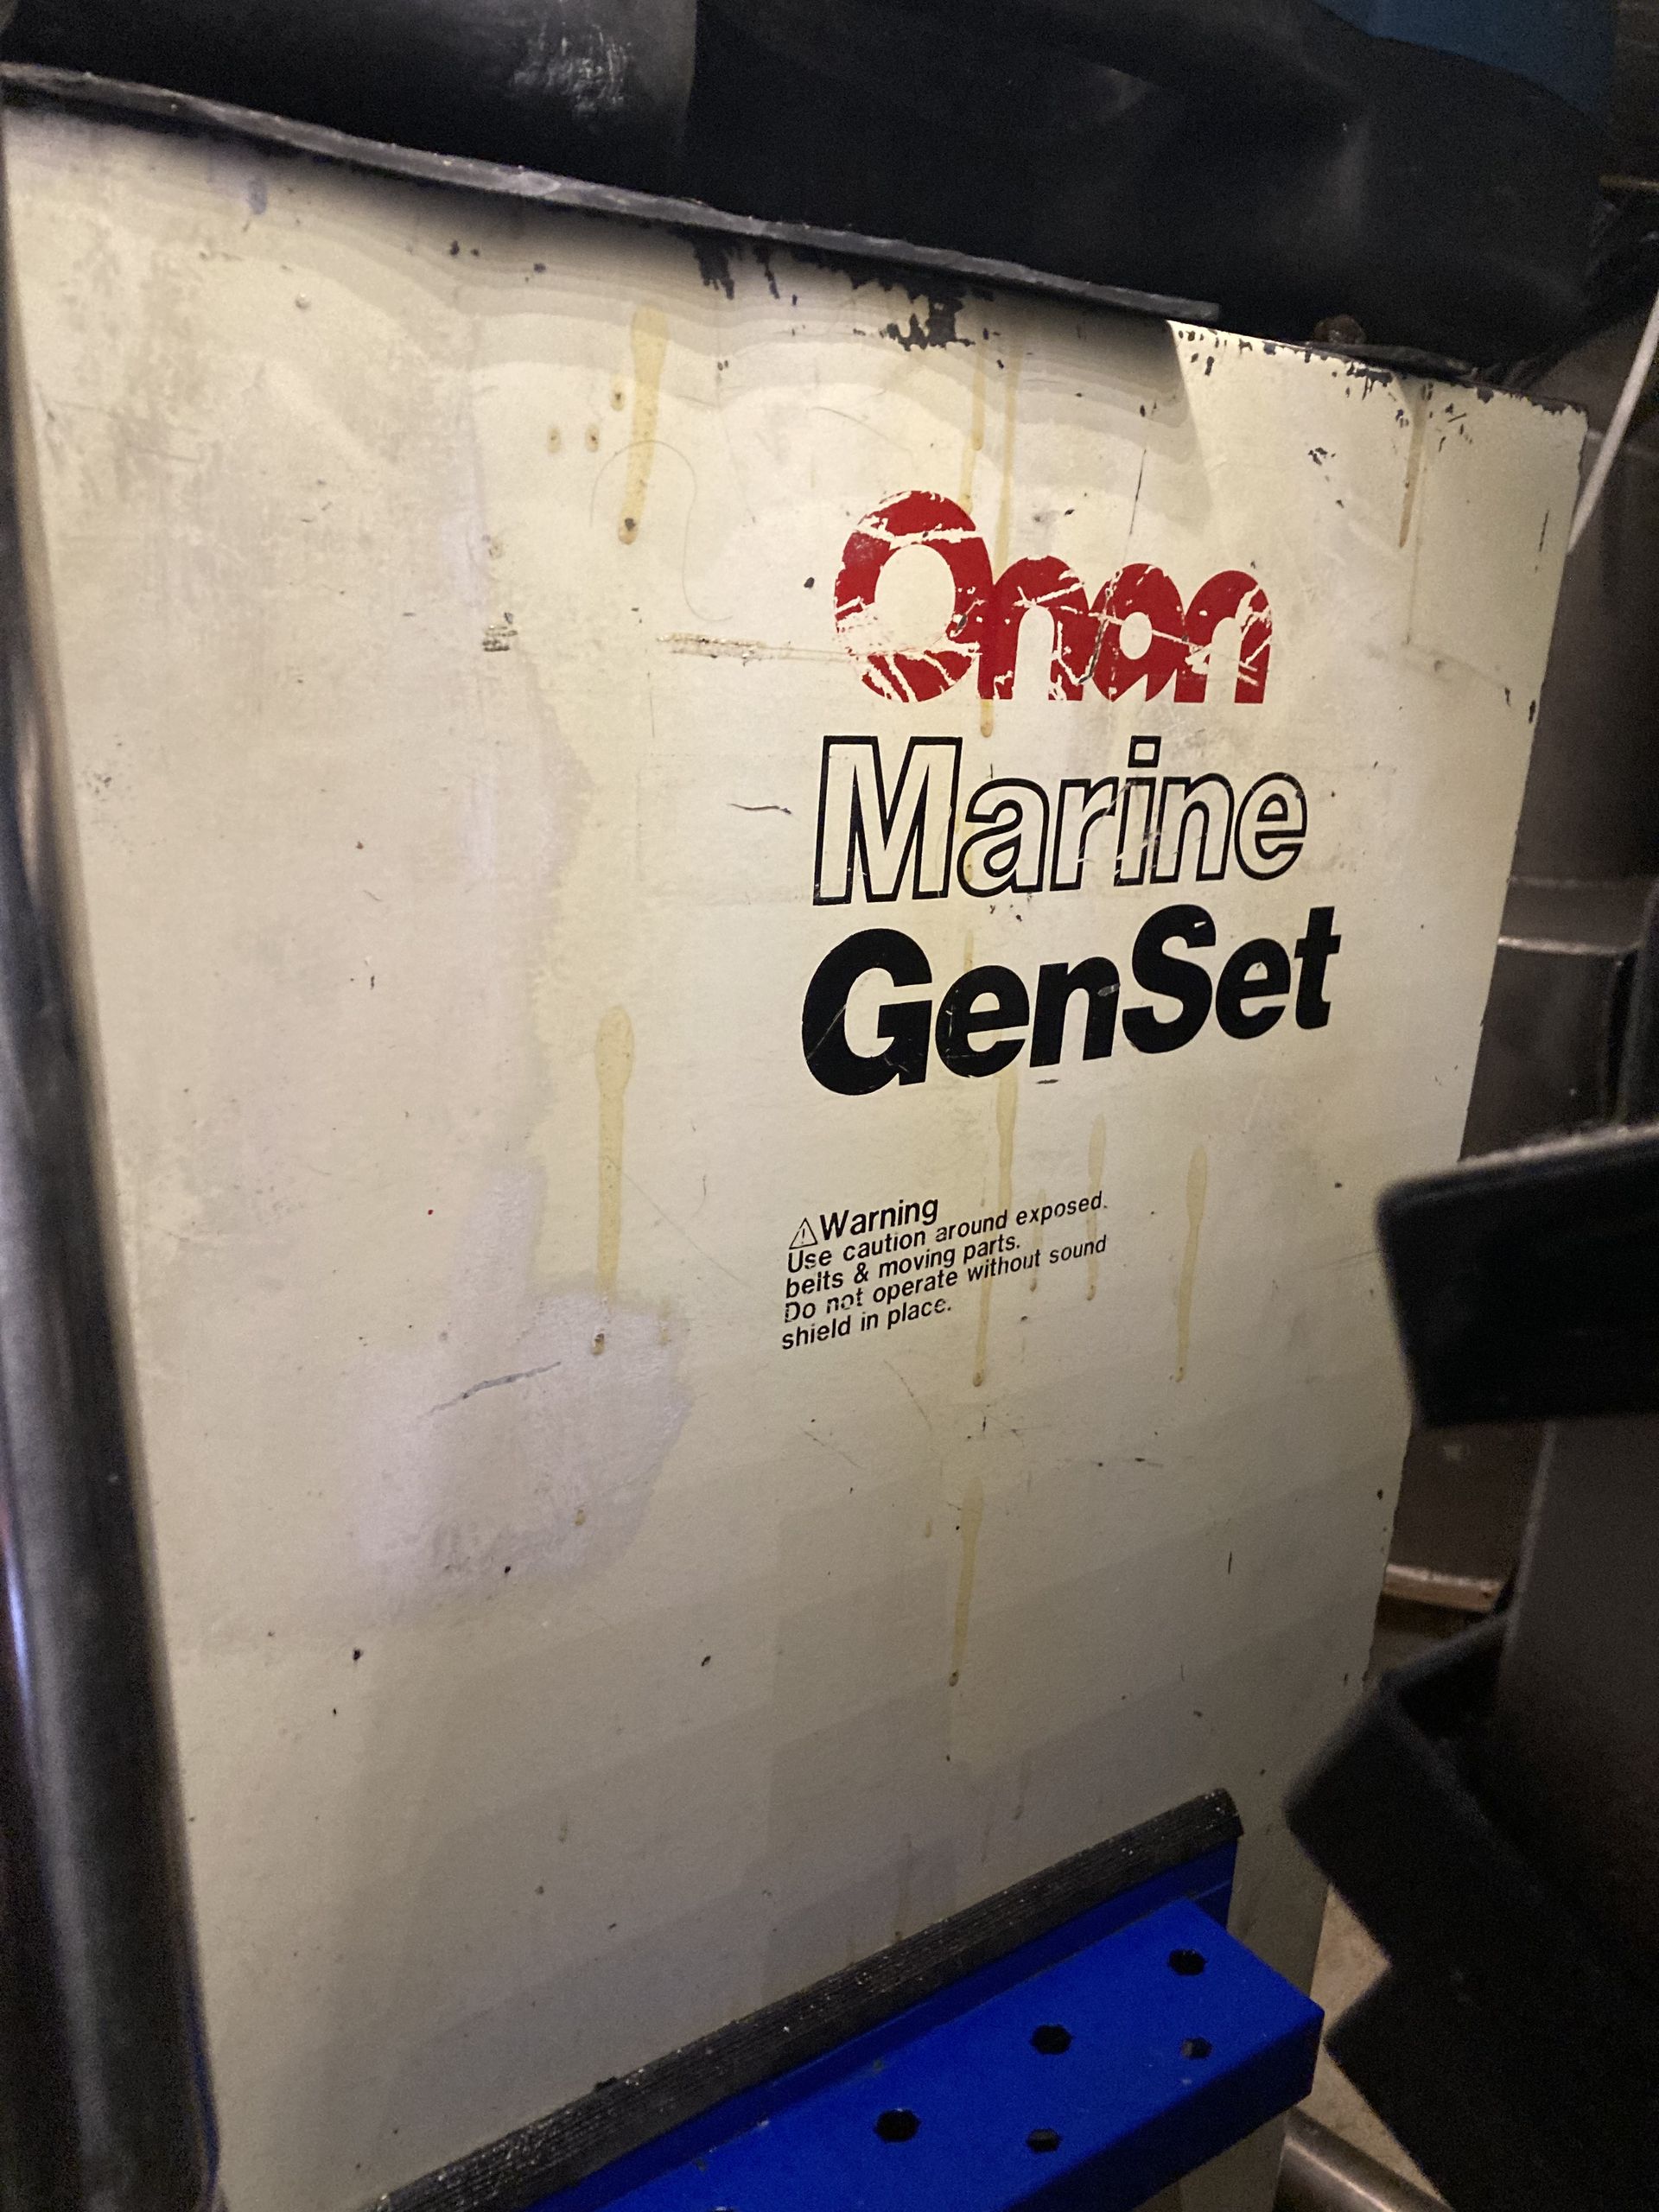 Onan
Marine
GenSet
⚠Warning
Use caution around exposed
belts & moving parts.
Do not operate without sound
shield in place.